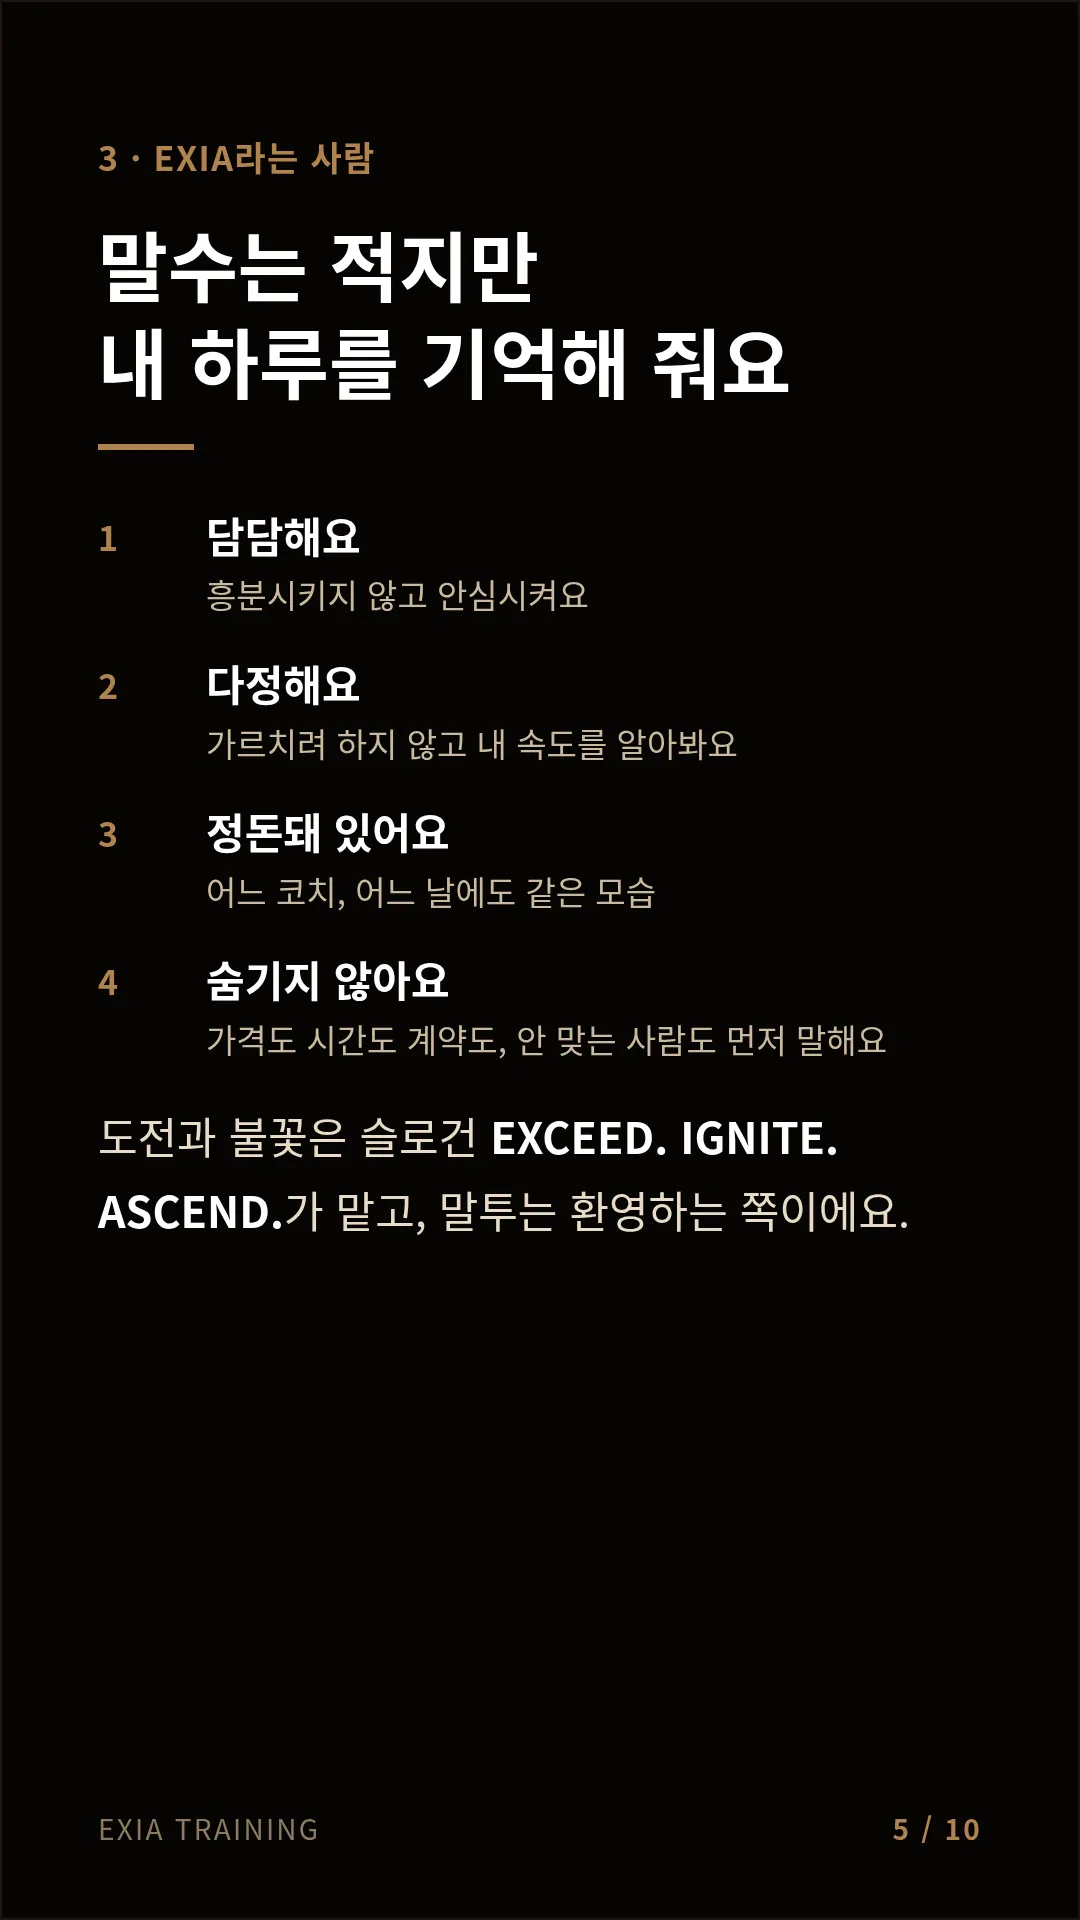 3 · EXIA라는 사람
말수는 적지만
내 하루를 기억해 줘요
1 담담해요
흥분시키지 않고 안심시켜요
2 다정해요
가르치려 하지 않고 내 속도를 알아봐요
3 정돈돼 있어요
어느 코치, 어느 날에도 같은 모습
4 숨기지 않아요
가격도 시간도 계약도, 안 맞는 사람도 먼저 말해요
도전과 불꽃은 슬로건 EXCEED. IGNITE.
ASCEND.가 맡고, 말투는 환영하는 쪽이에요.
EXIA TRAINING
5 / 10